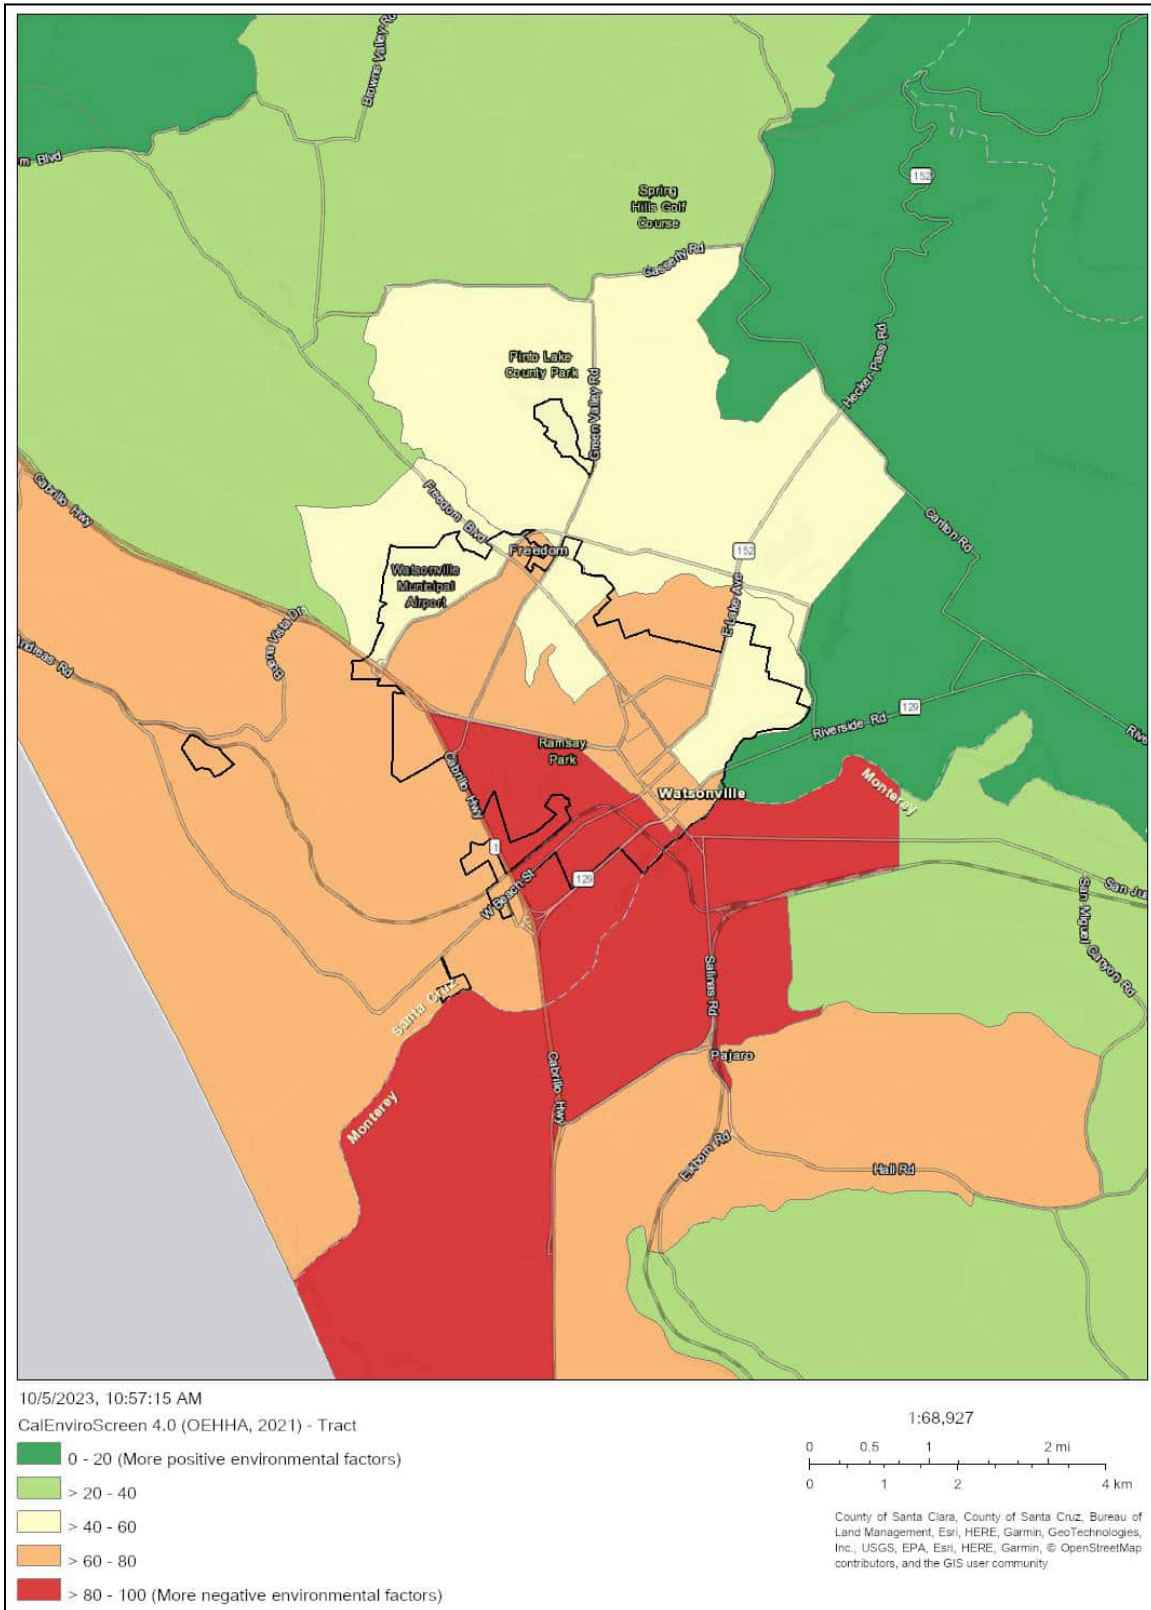 Browns Valley Rd
m Blvd
152
Spring
Hills Golf
Course
Casserly Rd
Pinto Lake
County Park
Green Valley Rd
Hecker Pass Rd
Cabrillo Hwy
Freedom Blvd
Carlton Rd
Freedom
152
Watsonville
Municipal
Airport
E Lake Ave
Buena Vista Dr
Andreas Rd
129
Riverside Rd
Rive
Ramsay
Park
Cabrillo Hwy
Monterey
Watsonville
1
129
W Beach St
San Ju
San Miguel Canyon Rd
Salinas Rd
Santa Cruz
Pajaro
Cabrillo Hwy
Monterey
Elkhorn Rd
Hall Rd
10/5/2023, 10:57:15 AM
CalEnviroScreen 4.0 (OEHHA, 2021) - Tract
0 - 20 (More positive environmental factors)
> 20 - 40
> 40 - 60
> 60 - 80
> 80 - 100 (More negative environmental factors)
1:68,927
0 0.5 1 2 mi
0 1 2 4 km
County of Santa Clara, County of Santa Cruz, Bureau of
Land Management, Esri, HERE, Garmin, GeoTechnologies,
Inc., USGS, EPA, Esri, HERE, Garmin, © OpenStreetMap
contributors, and the GIS user community